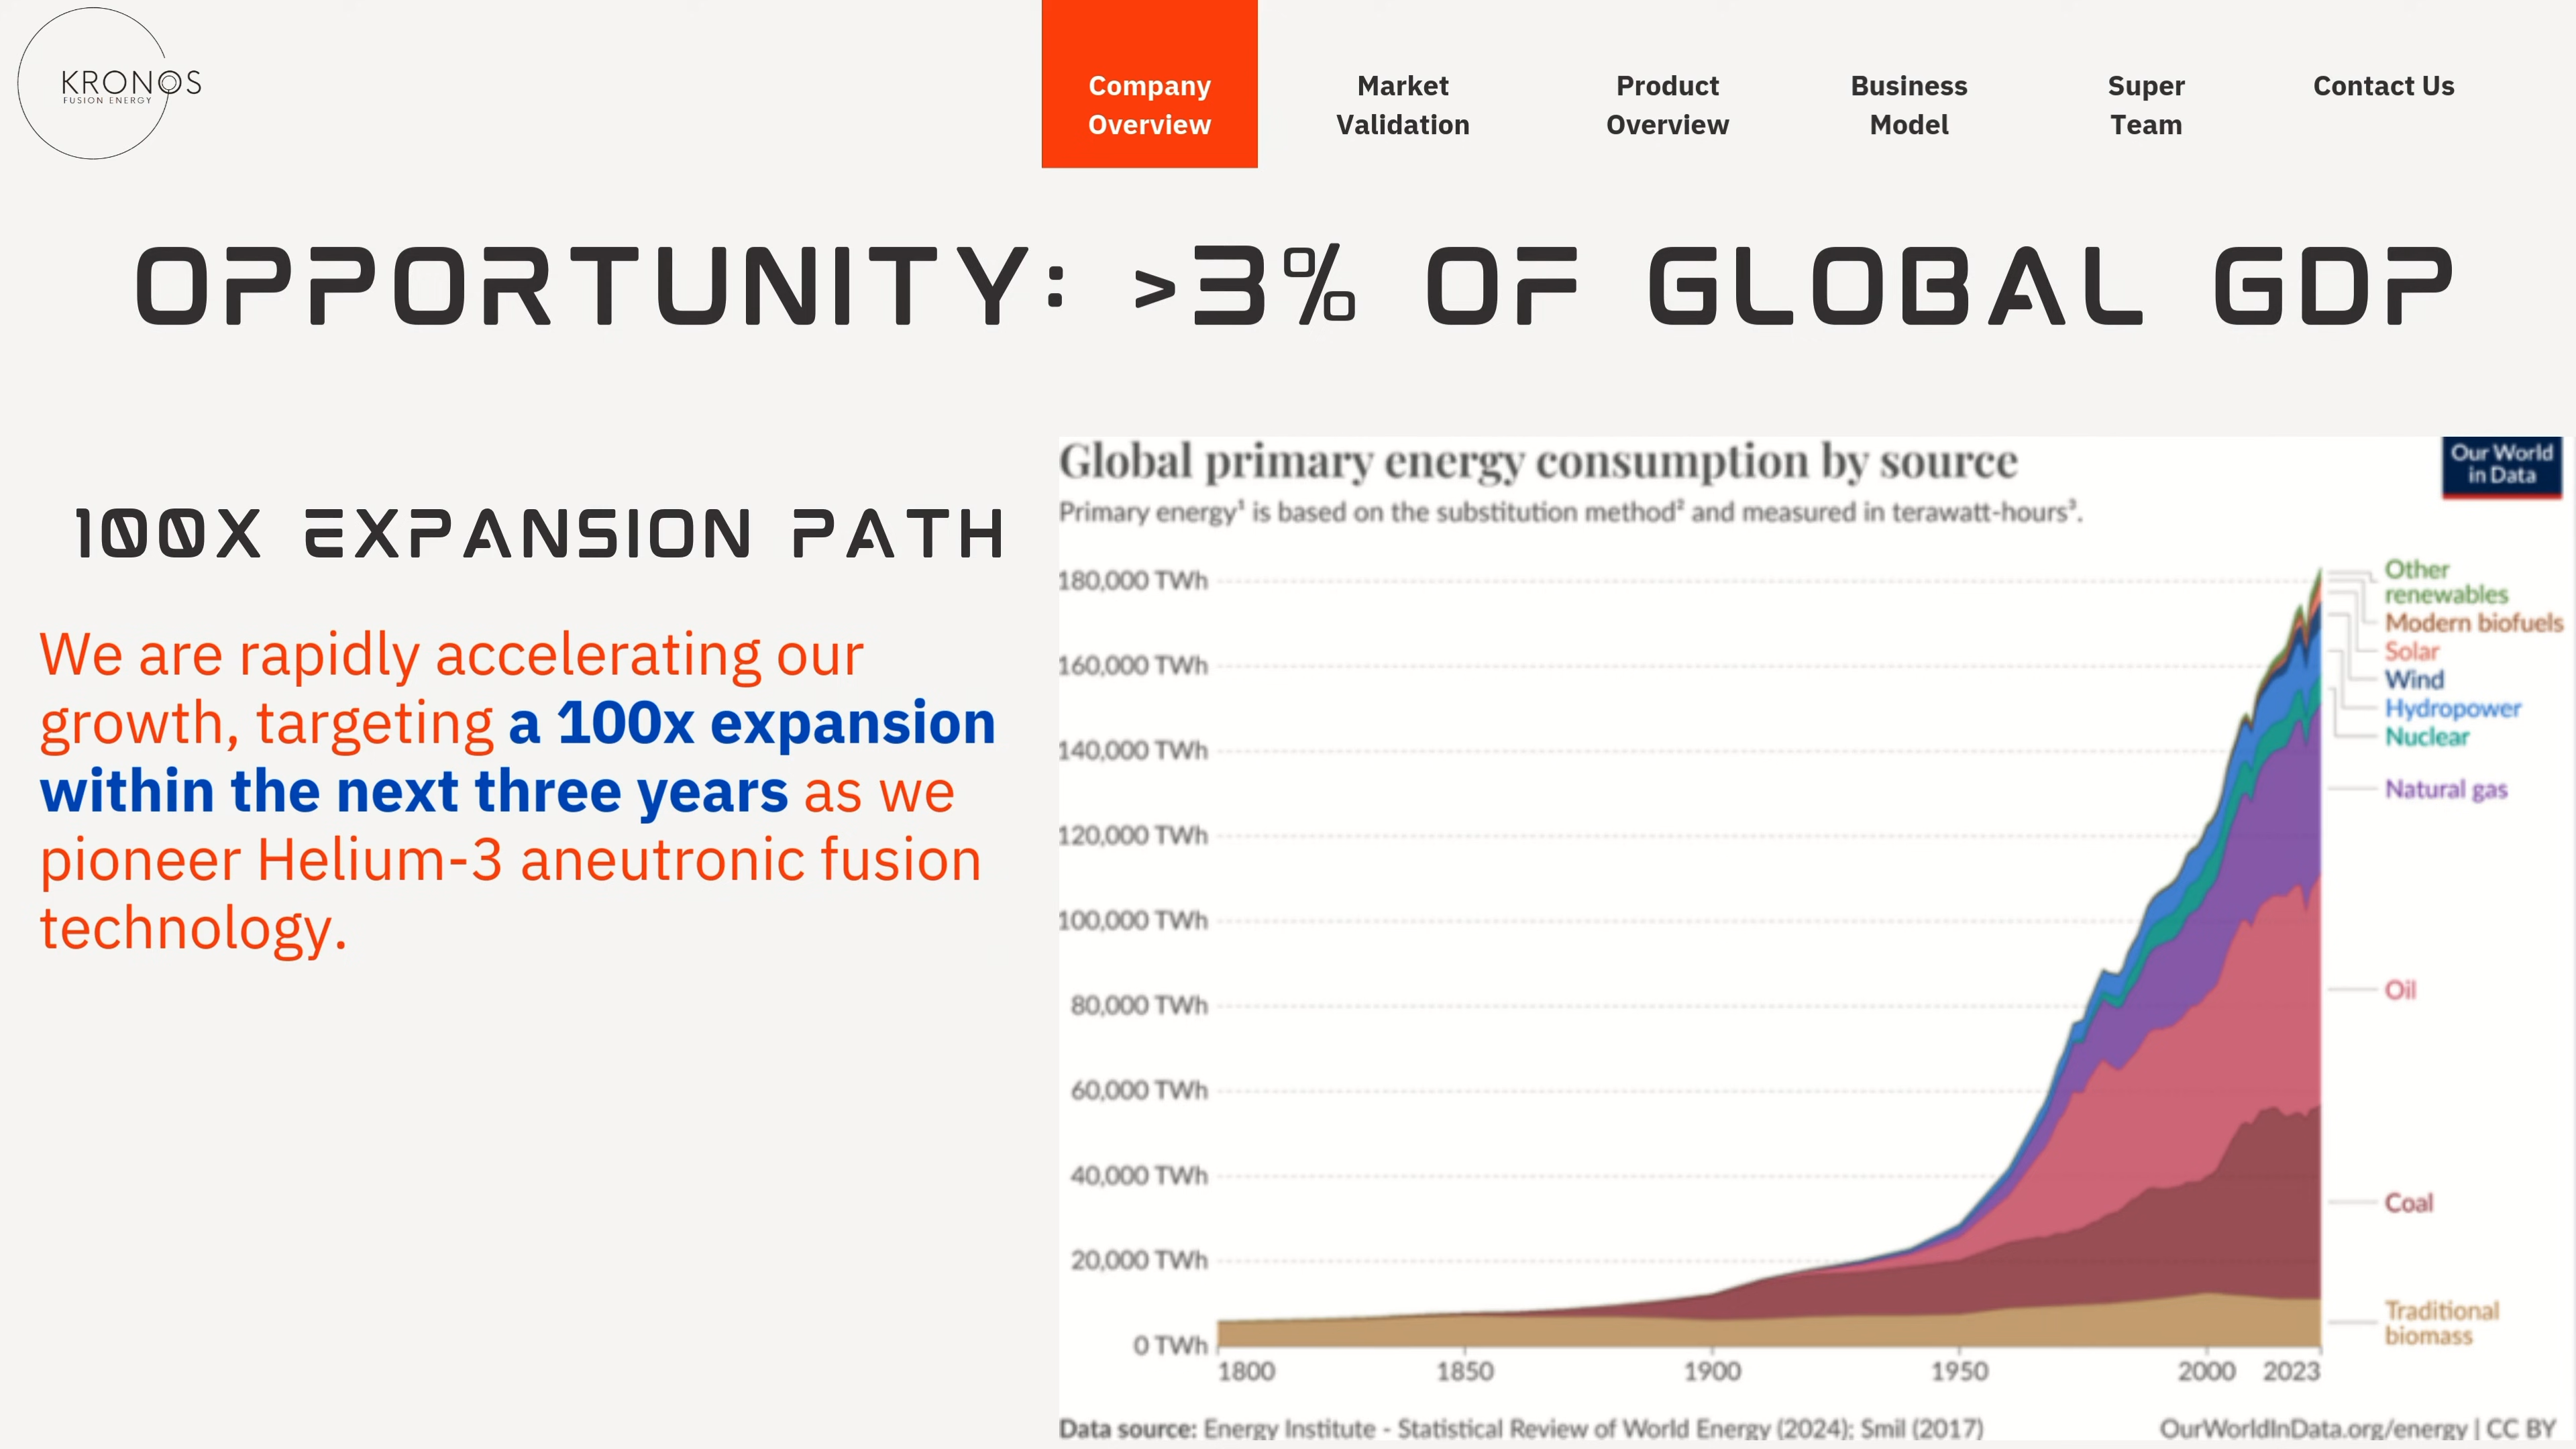 KRONOS
FUSION ENERGY
Company
Overview
Market
Validation
Product
Overview
Business
Model
Super
Team
Contact Us
OPPORTUNITY: >3% OF GLOBAL GDP
100X EXPANSION PATH
We are rapidly accelerating our
growth, targeting a 100x expansion
within the next three years as we
pioneer Helium-3 aneutronic fusion
technology.
Global primary energy consumption by source
Our World
in Data
Primary energy¹ is based on the substitution method² and measured in terawatt-hours³.
180,000 TWh
160,000 TWh
140,000 TWh
120,000 TWh
100,000 TWh
80,000 TWh
60,000 TWh
40,000 TWh
20,000 TWh
0 TWh
1800
1850
1900
1950
2000
2023
Other
renewables
Modern biofuels
Solar
Wind
Hydropower
Nuclear
Natural gas
Oil
Coal
Traditional
biomass
Data source: Energy Institute - Statistical Review of World Energy (2024); Smil (2017)
OurWorldInData.org/energy | CC BY